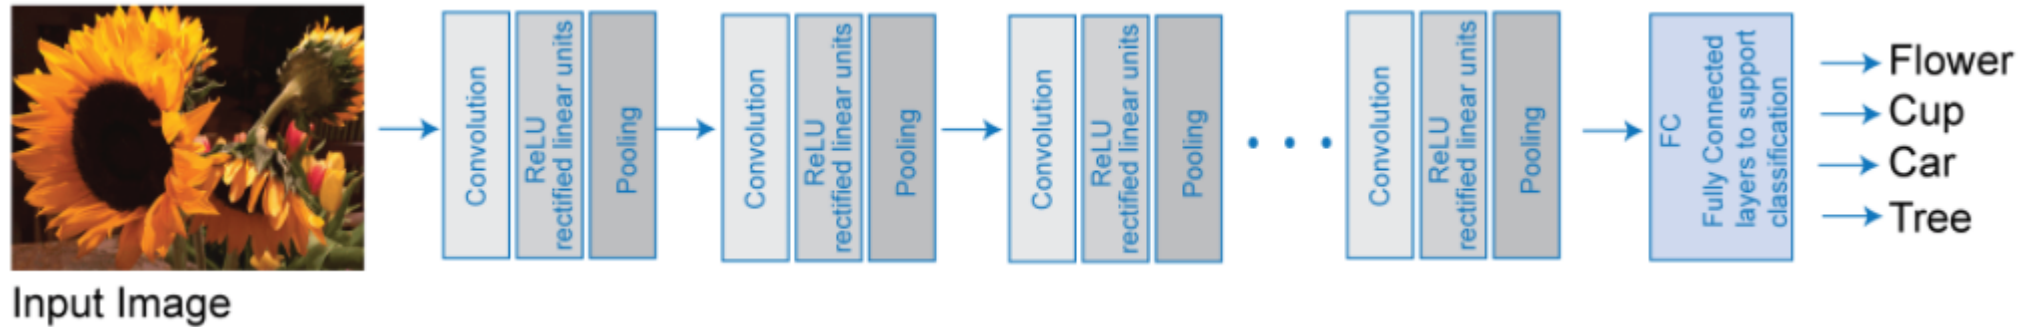 Convolution
ReLU
rectified linear units
Pooling
Convolution
ReLU
rectified linear units
Pooling
Convolution
ReLU
rectified linear units
Pooling
Convolution
ReLU
rectified linear units
Pooling
FC
Fully Connected
layers to support
classification
Flower
Cup
Car
Tree
Input Image